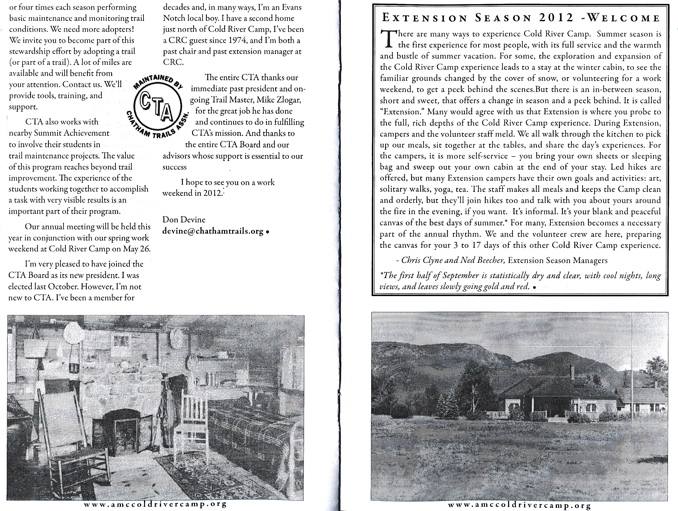 or four times each season performing
basic maintenance and monitoring trail
conditions. We need more adopters!
We invite you to become part of this
stewardship effort by adopting a trail
(or part of a trail). A lot of miles are
available and will benefit from
your attention. Contact us. We'll
provide tools, training, and
support.
CTA also works with
nearby Summit Achievement
to involve their students in
trail maintenance projects. The value
of this program reaches beyond trail
improvement. The experience of the
students working together to accomplish
a task with very visible results is an
important part of their program.
Our annual meeting will be held this
year in conjunction with our spring work
weekend at Cold River Camp on May 26.
I'm very pleased to have joined the
CTA Board as its new president. I was
elected last October. However, I'm not
new to CTA. I've been a member for
MAINTAINED BY
CTA
CHATHAM TRAILS ASSN.
decades and, in many ways, I'm an Evans
Notch local boy. I have a second home
just north of Cold River Camp, I've been
a CRC guest since 1974, and I'm both a
past chair and past extension manager at
CRC.
The entire CTA thanks our
immediate past president and on-
going Trail Master, Mike Zlogar,
for the great job he has done
and continues to do in fulfilling
CTA's mission. And thanks to
the entire CTA Board and our
advisors whose support is essential to our
success
I hope to see you on a work
weekend in 2012.
Don Devine
devine@chathamtrails.org •
www.amccoldrivercamp.org
Extension Season 2012 -Welcome
There are many ways to experience Cold River Camp. Summer season is
the first experience for most people, with its full service and the warmth
and bustle of summer vacation. For some, the exploration and expansion of
the Cold River Camp experience leads to a stay at the winter cabin, to see the
familiar grounds changed by the cover of snow, or volunteering for a work
weekend, to get a peek behind the scenes.But there is an in-between season,
short and sweet, that offers a change in season and a peek behind. It is called
"Extension." Many would agree with us that Extension is where you to probe to
the full, rich depths of the Cold River Camp experience. During Extension,
campers and the volunteer staff meld. We all walk through the kitchen to pick
up our meals, sit together at the tables, and share the day's experiences. For
the campers, it is more self-service – you bring your own sheets or sleeping
bag and sweep out your own cabin at the end of your stay. Led hikes are
offered, but many Extension campers have their own goals and activities: art,
solitary walks, yoga, tea. The staff makes all meals and keeps the Camp clean
and orderly, but they'll join hikes too and talk with you about yours around
the fire in the evening, if you want. It's informal. It's your blank and peaceful
canvas of the best days of summer.* For many, Extension becomes a necessary
part of the annual rhythm. We and the volunteer crew are here, preparing
the canvas for your 3 to 17 days of this other Cold River Camp experience.
- Chris Clyne and Ned Beecher, Extension Season Managers
*The first half of September is statistically dry and clear, with cool nights, long
views, and leaves slowly going gold and red. •
www.amccoldrivercamp.org